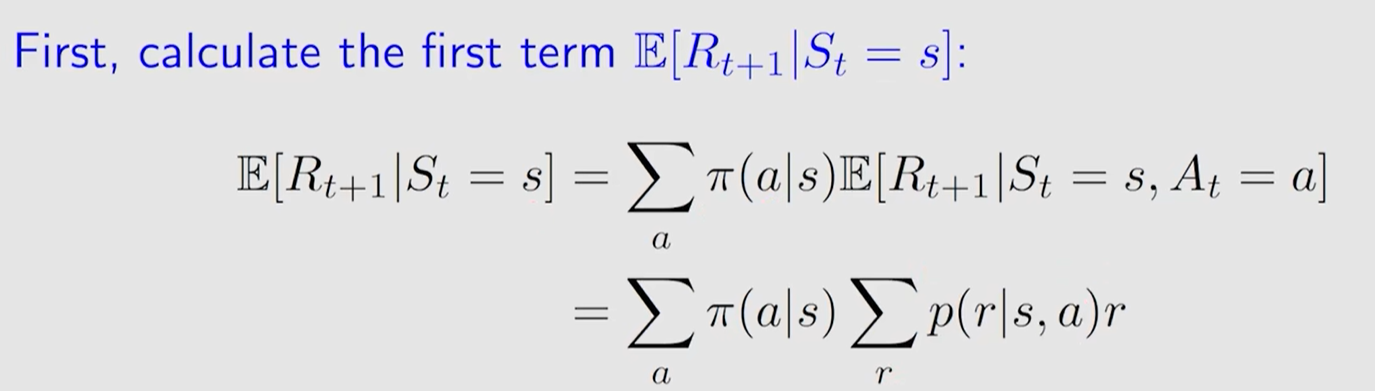 First, calculate the first term 𝔼[R_{t+1}|S_t = s]:
𝔼[R_{t+1}|S_t = s] = ∑_a π(a|s)𝔼[R_{t+1}|S_t = s, A_t = a]
= ∑_a π(a|s) ∑_r p(r|s, a)r